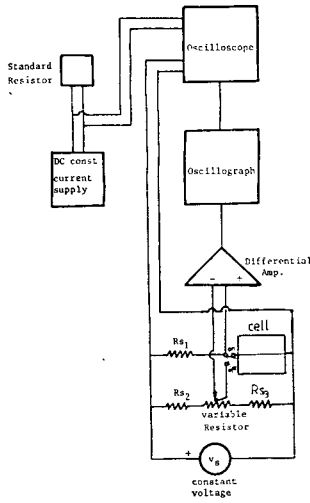 Oscilloscope
Standard
Resistor
DC const
current
supply
Oscillograph
Differential
Amp.
- +
cell
Rs1
Rs2
Rs3
variable
Resistor
+
vs
constant
voltage